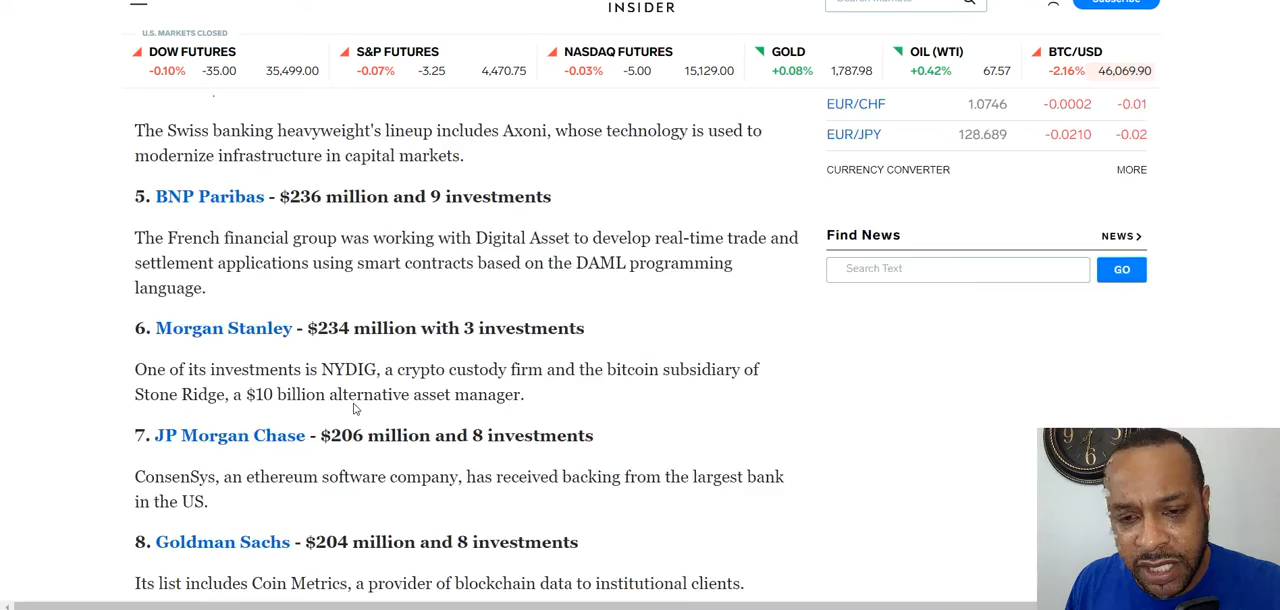 INSIDER
U.S. MARKETS CLOSED
DOW FUTURES
-0.10% -35.00 35,499.00
S&P FUTURES
-0.07% -3.25 4,470.75
NASDAQ FUTURES
-0.03% -5.00 15,129.00
GOLD
+0.08% 1,787.98
OIL (WTI)
+0.42% 67.57
BTC/USD
-2.16% 46,069.90
The Swiss banking heavyweight's lineup includes Axoni, whose technology is used to
modernize infrastructure in capital markets.
5. BNP Paribas - $236 million and 9 investments
The French financial group was working with Digital Asset to develop real-time trade and
settlement applications using smart contracts based on the DAML programming
language.
6. Morgan Stanley - $234 million with 3 investments
One of its investments is NYDIG, a crypto custody firm and the bitcoin subsidiary of
Stone Ridge, a $10 billion alternative asset manager.
7. JP Morgan Chase - $206 million and 8 investments
ConsenSys, an ethereum software company, has received backing from the largest bank
in the US.
8. Goldman Sachs - $204 million and 8 investments
Its list includes Coin Metrics, a provider of blockchain data to institutional clients.
EUR/CHF 1.0746 -0.0002 -0.01
EUR/JPY 128.689 -0.0210 -0.02
CURRENCY CONVERTER MORE
Find News NEWS >
Search Text GO
9 3 6